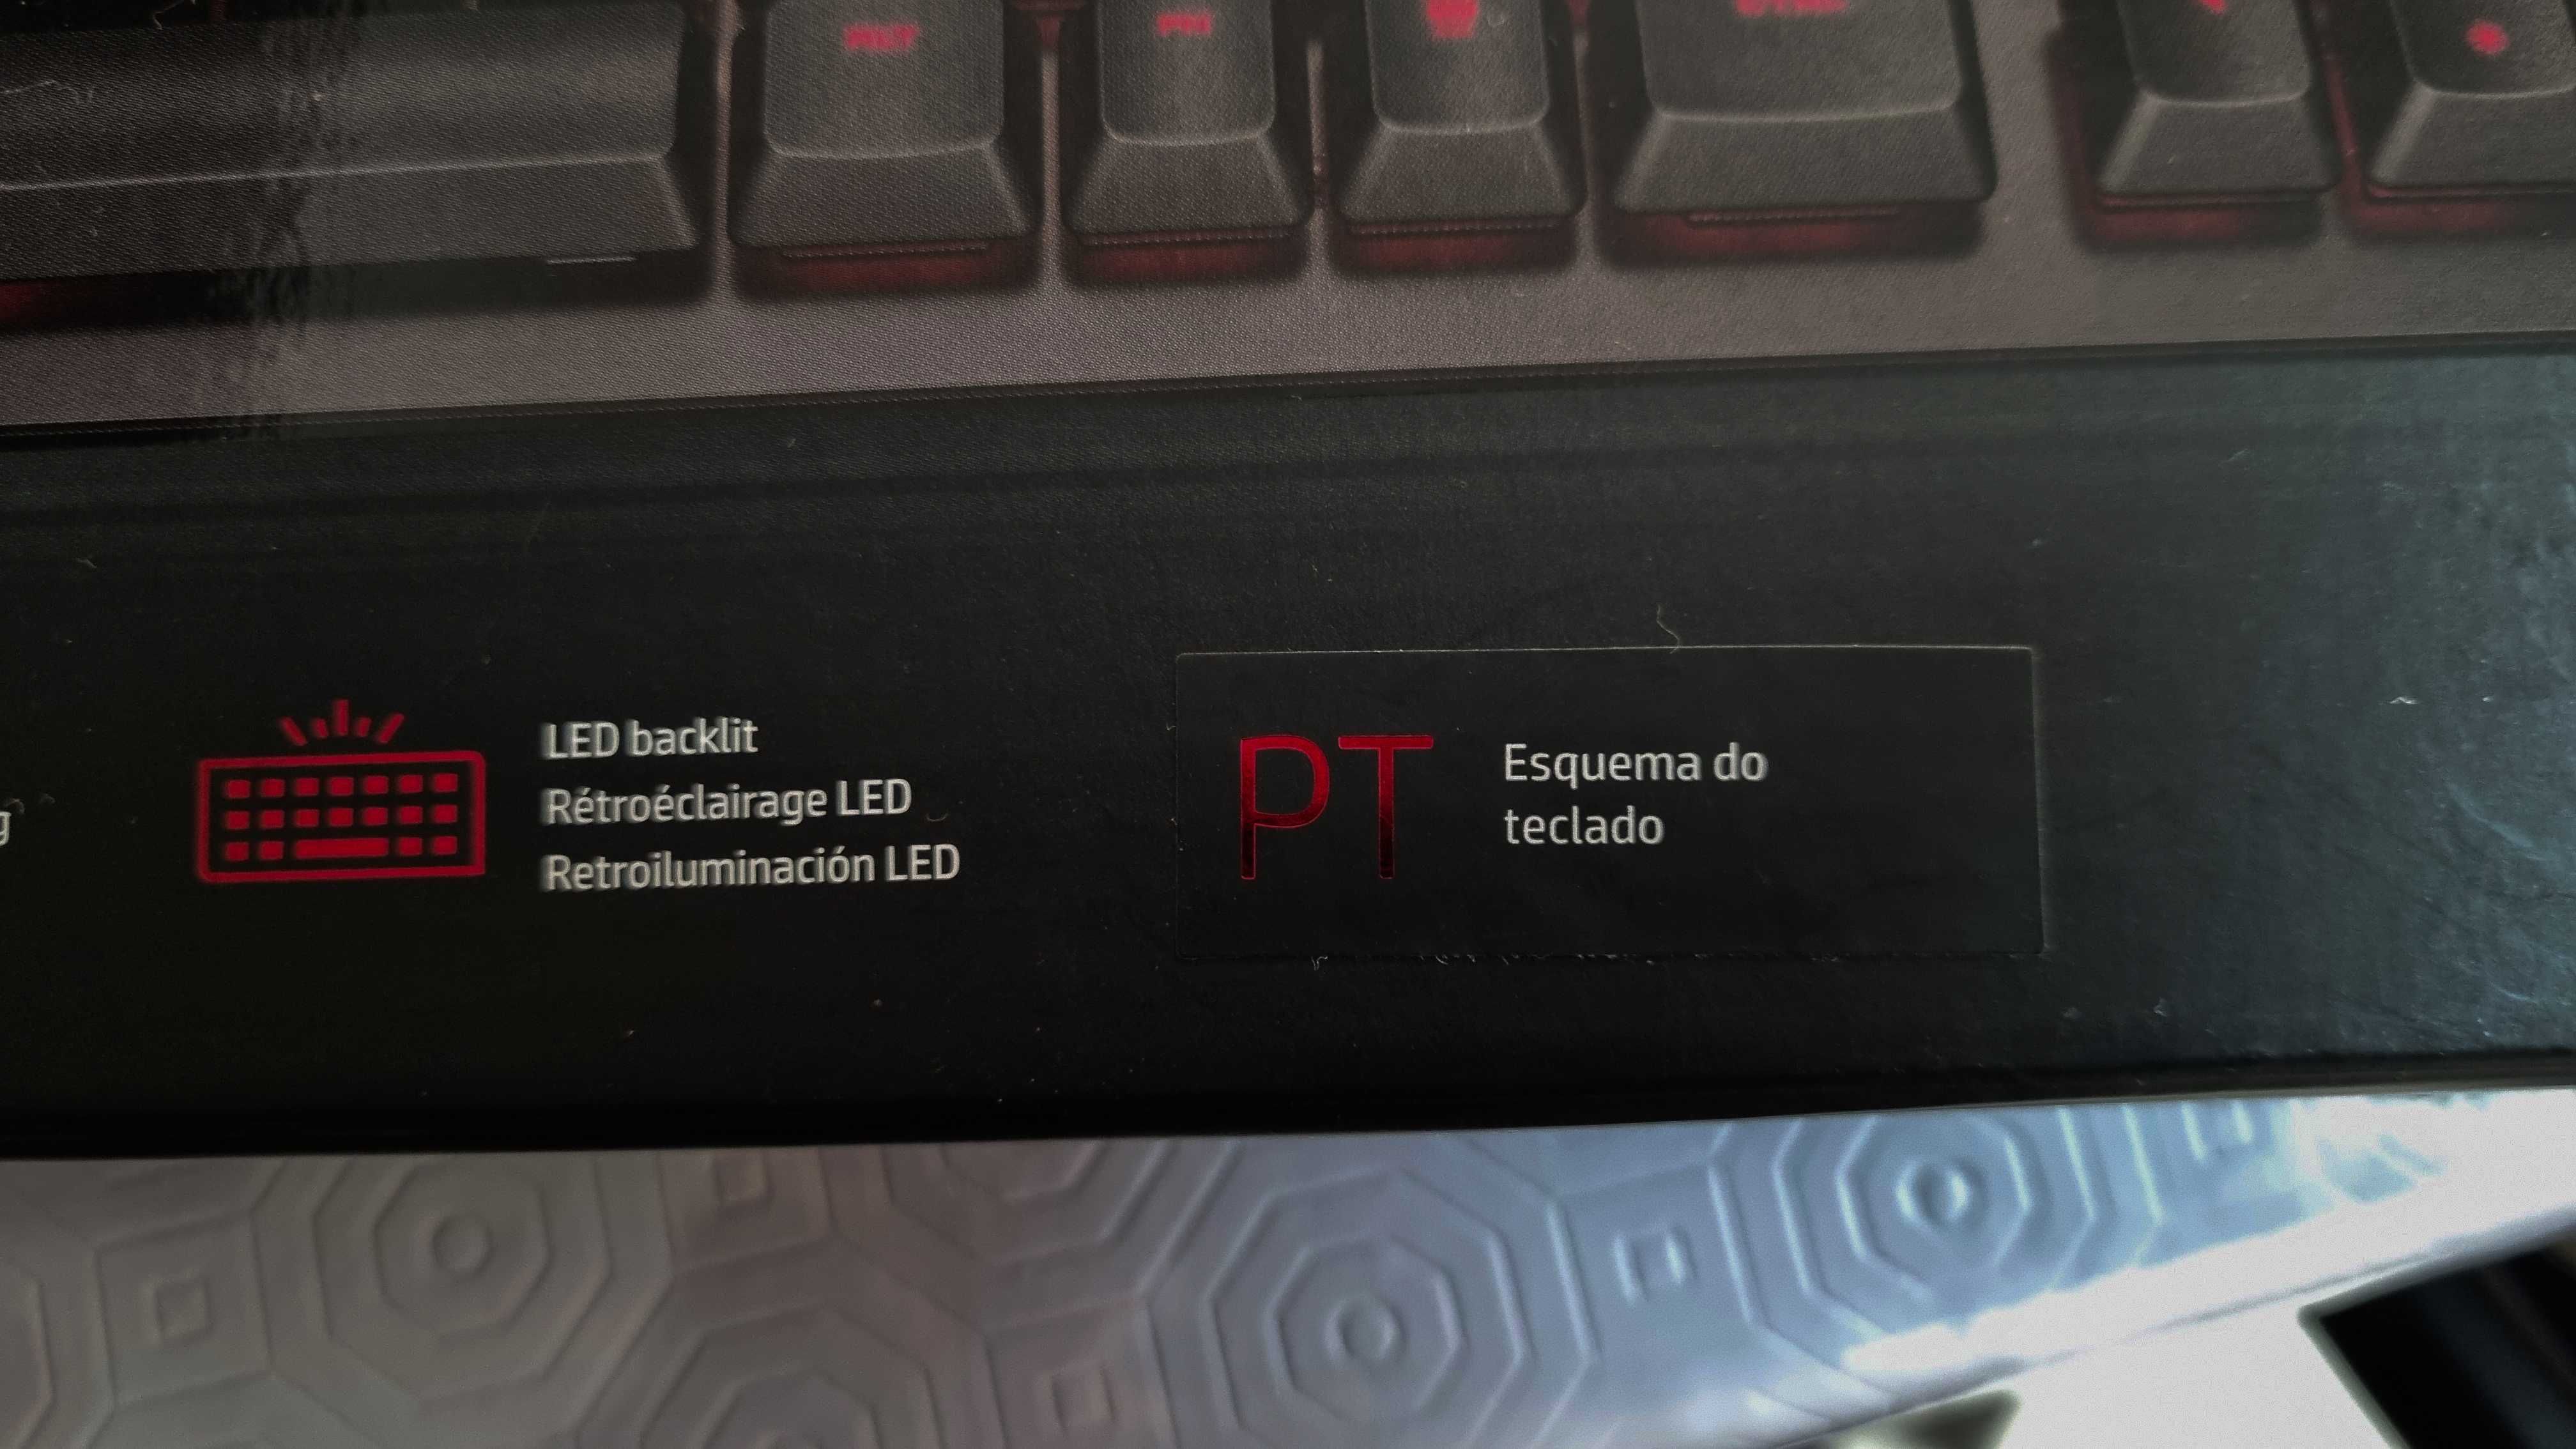 LED backlit
Rétroéclairage LED
Retroiluminación LED
PT
Esquema do
teclado